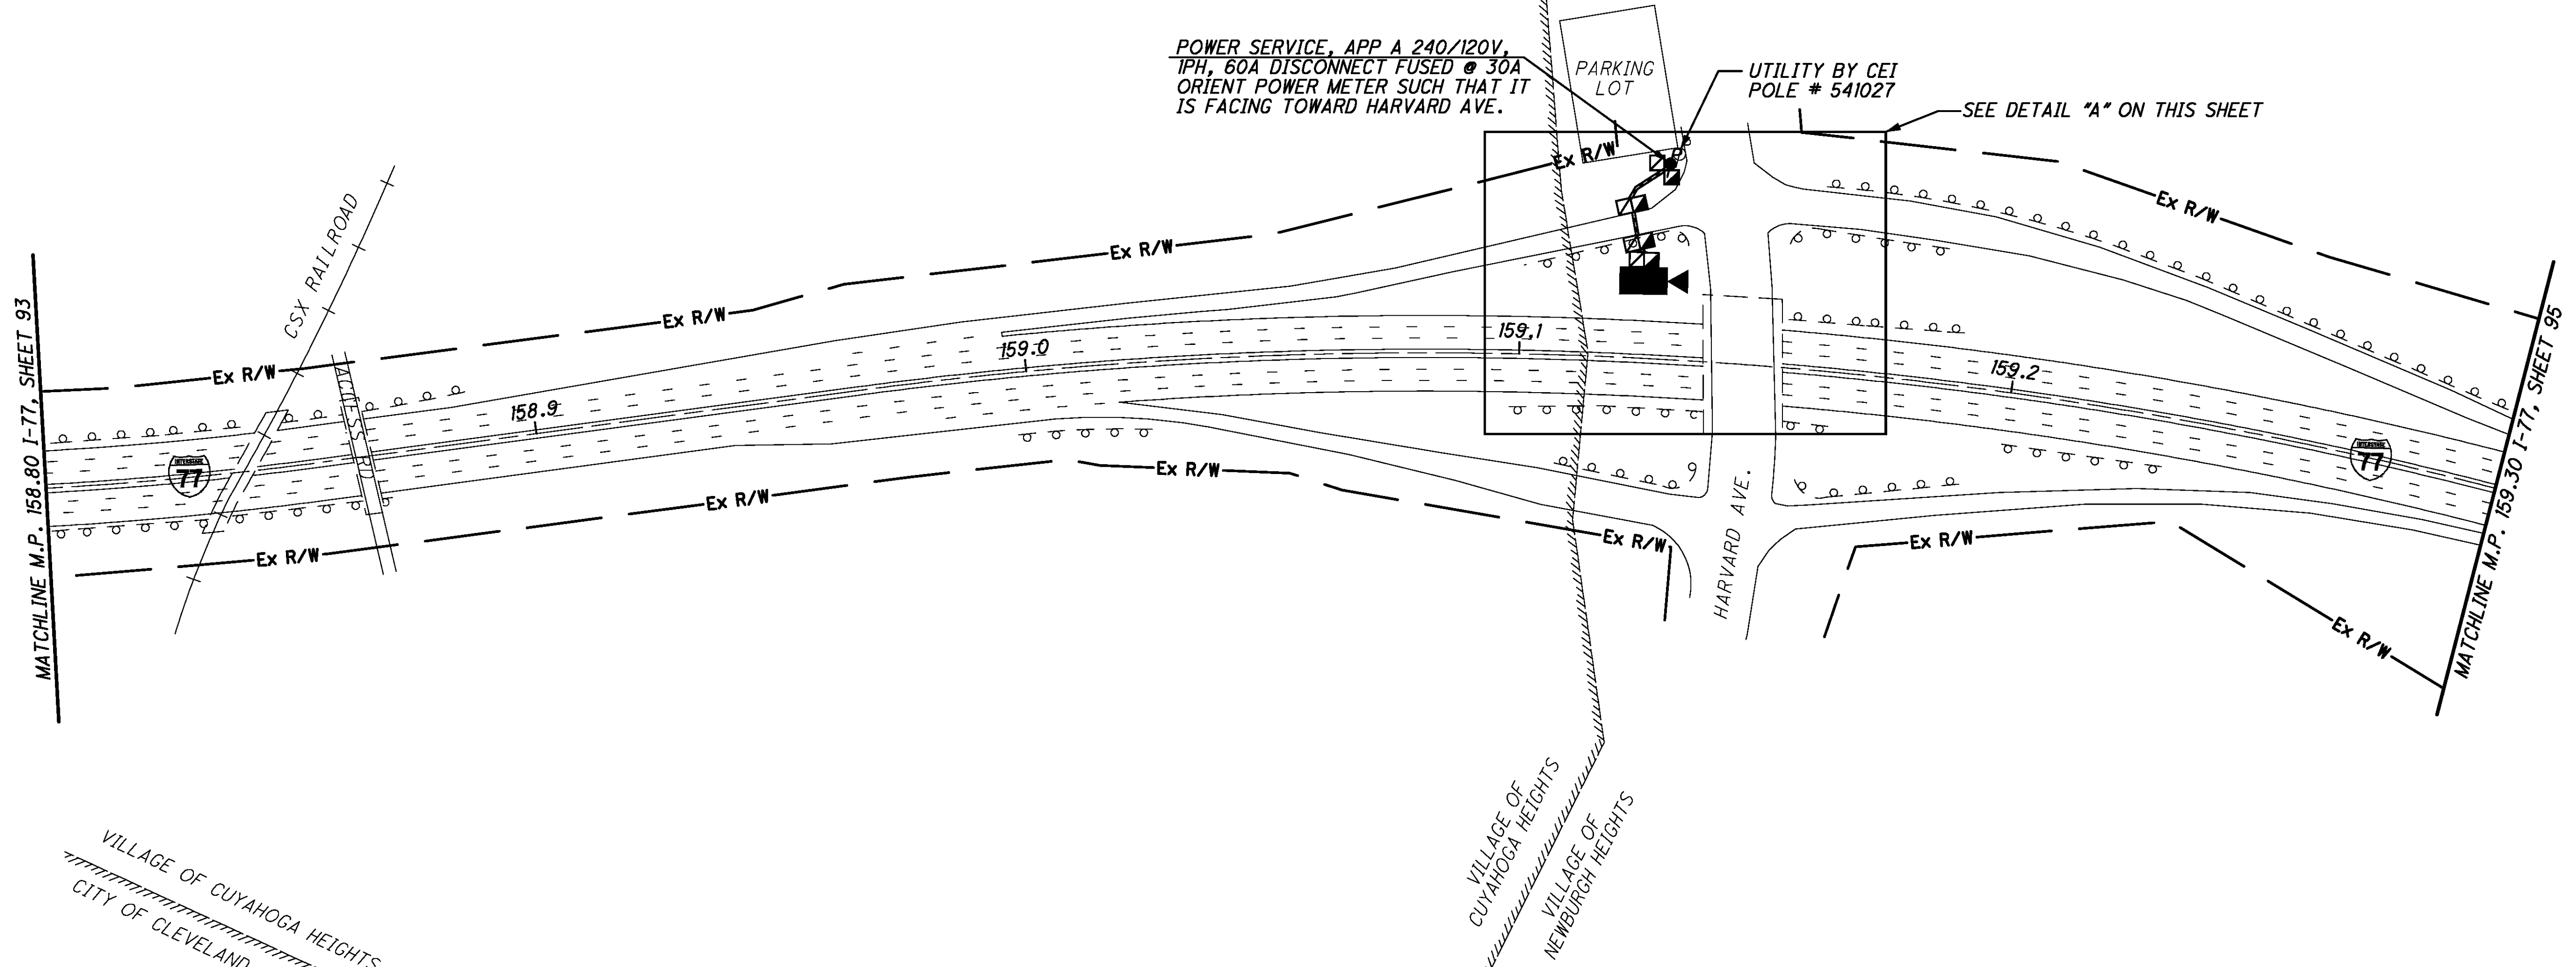 POWER SERVICE, APP A 240/120V,
1PH, 60A DISCONNECT FUSED @ 30A
ORIENT POWER METER SUCH THAT IT
IS FACING TOWARD HARVARD AVE.
PARKING
LOT
UTILITY BY CEI
POLE # 541027
SEE DETAIL "A" ON THIS SHEET
Ex R/W
Ex R/W
Ex R/W
Ex R/W
Ex R/W
CSX RAILROAD
ACCESS RD
MATCHLINE M.P. 158.80 I-77, SHEET 93
158.9
159.0
159.1
159.2
INTERSTATE
77
INTERSTATE
77
MATCHLINE M.P. 159.30 I-77, SHEET 95
P
Ex R/W
Ex R/W
Ex R/W
Ex R/W
Ex R/W
Ex R/W
HARVARD AVE.
VILLAGE OF
CUYAHOGA HEIGHTS
VILLAGE OF
NEWBURGH HEIGHTS
VILLAGE OF CUYAHOGA HEIGHTS
CITY OF CLEVELAND